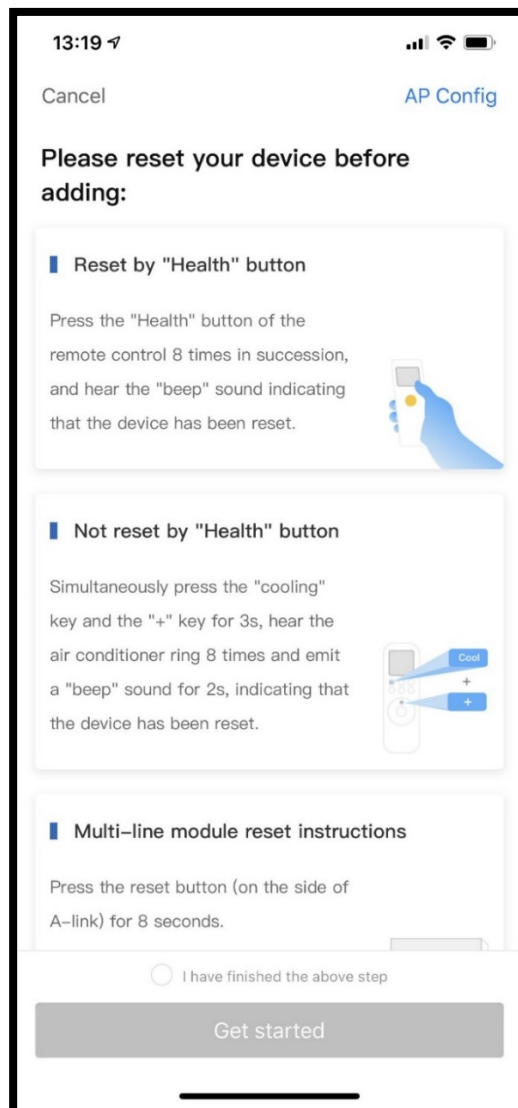 13:19
Cancel
AP Config
Please reset your device before
adding:
Reset by "Health" button
Press the "Health" button of the
remote control 8 times in succession,
and hear the "beep" sound indicating
that the device has been reset.
Not reset by "Health" button
Simultaneously press the "cooling"
key and the "+" key for 3s, hear the
air conditioner ring 8 times and emit
a "beep" sound for 2s, indicating that
the device has been reset.
Cool
+
+
Multi-line module reset instructions
Press the reset button (on the side of
A-link) for 8 seconds.
I have finished the above step
Get started